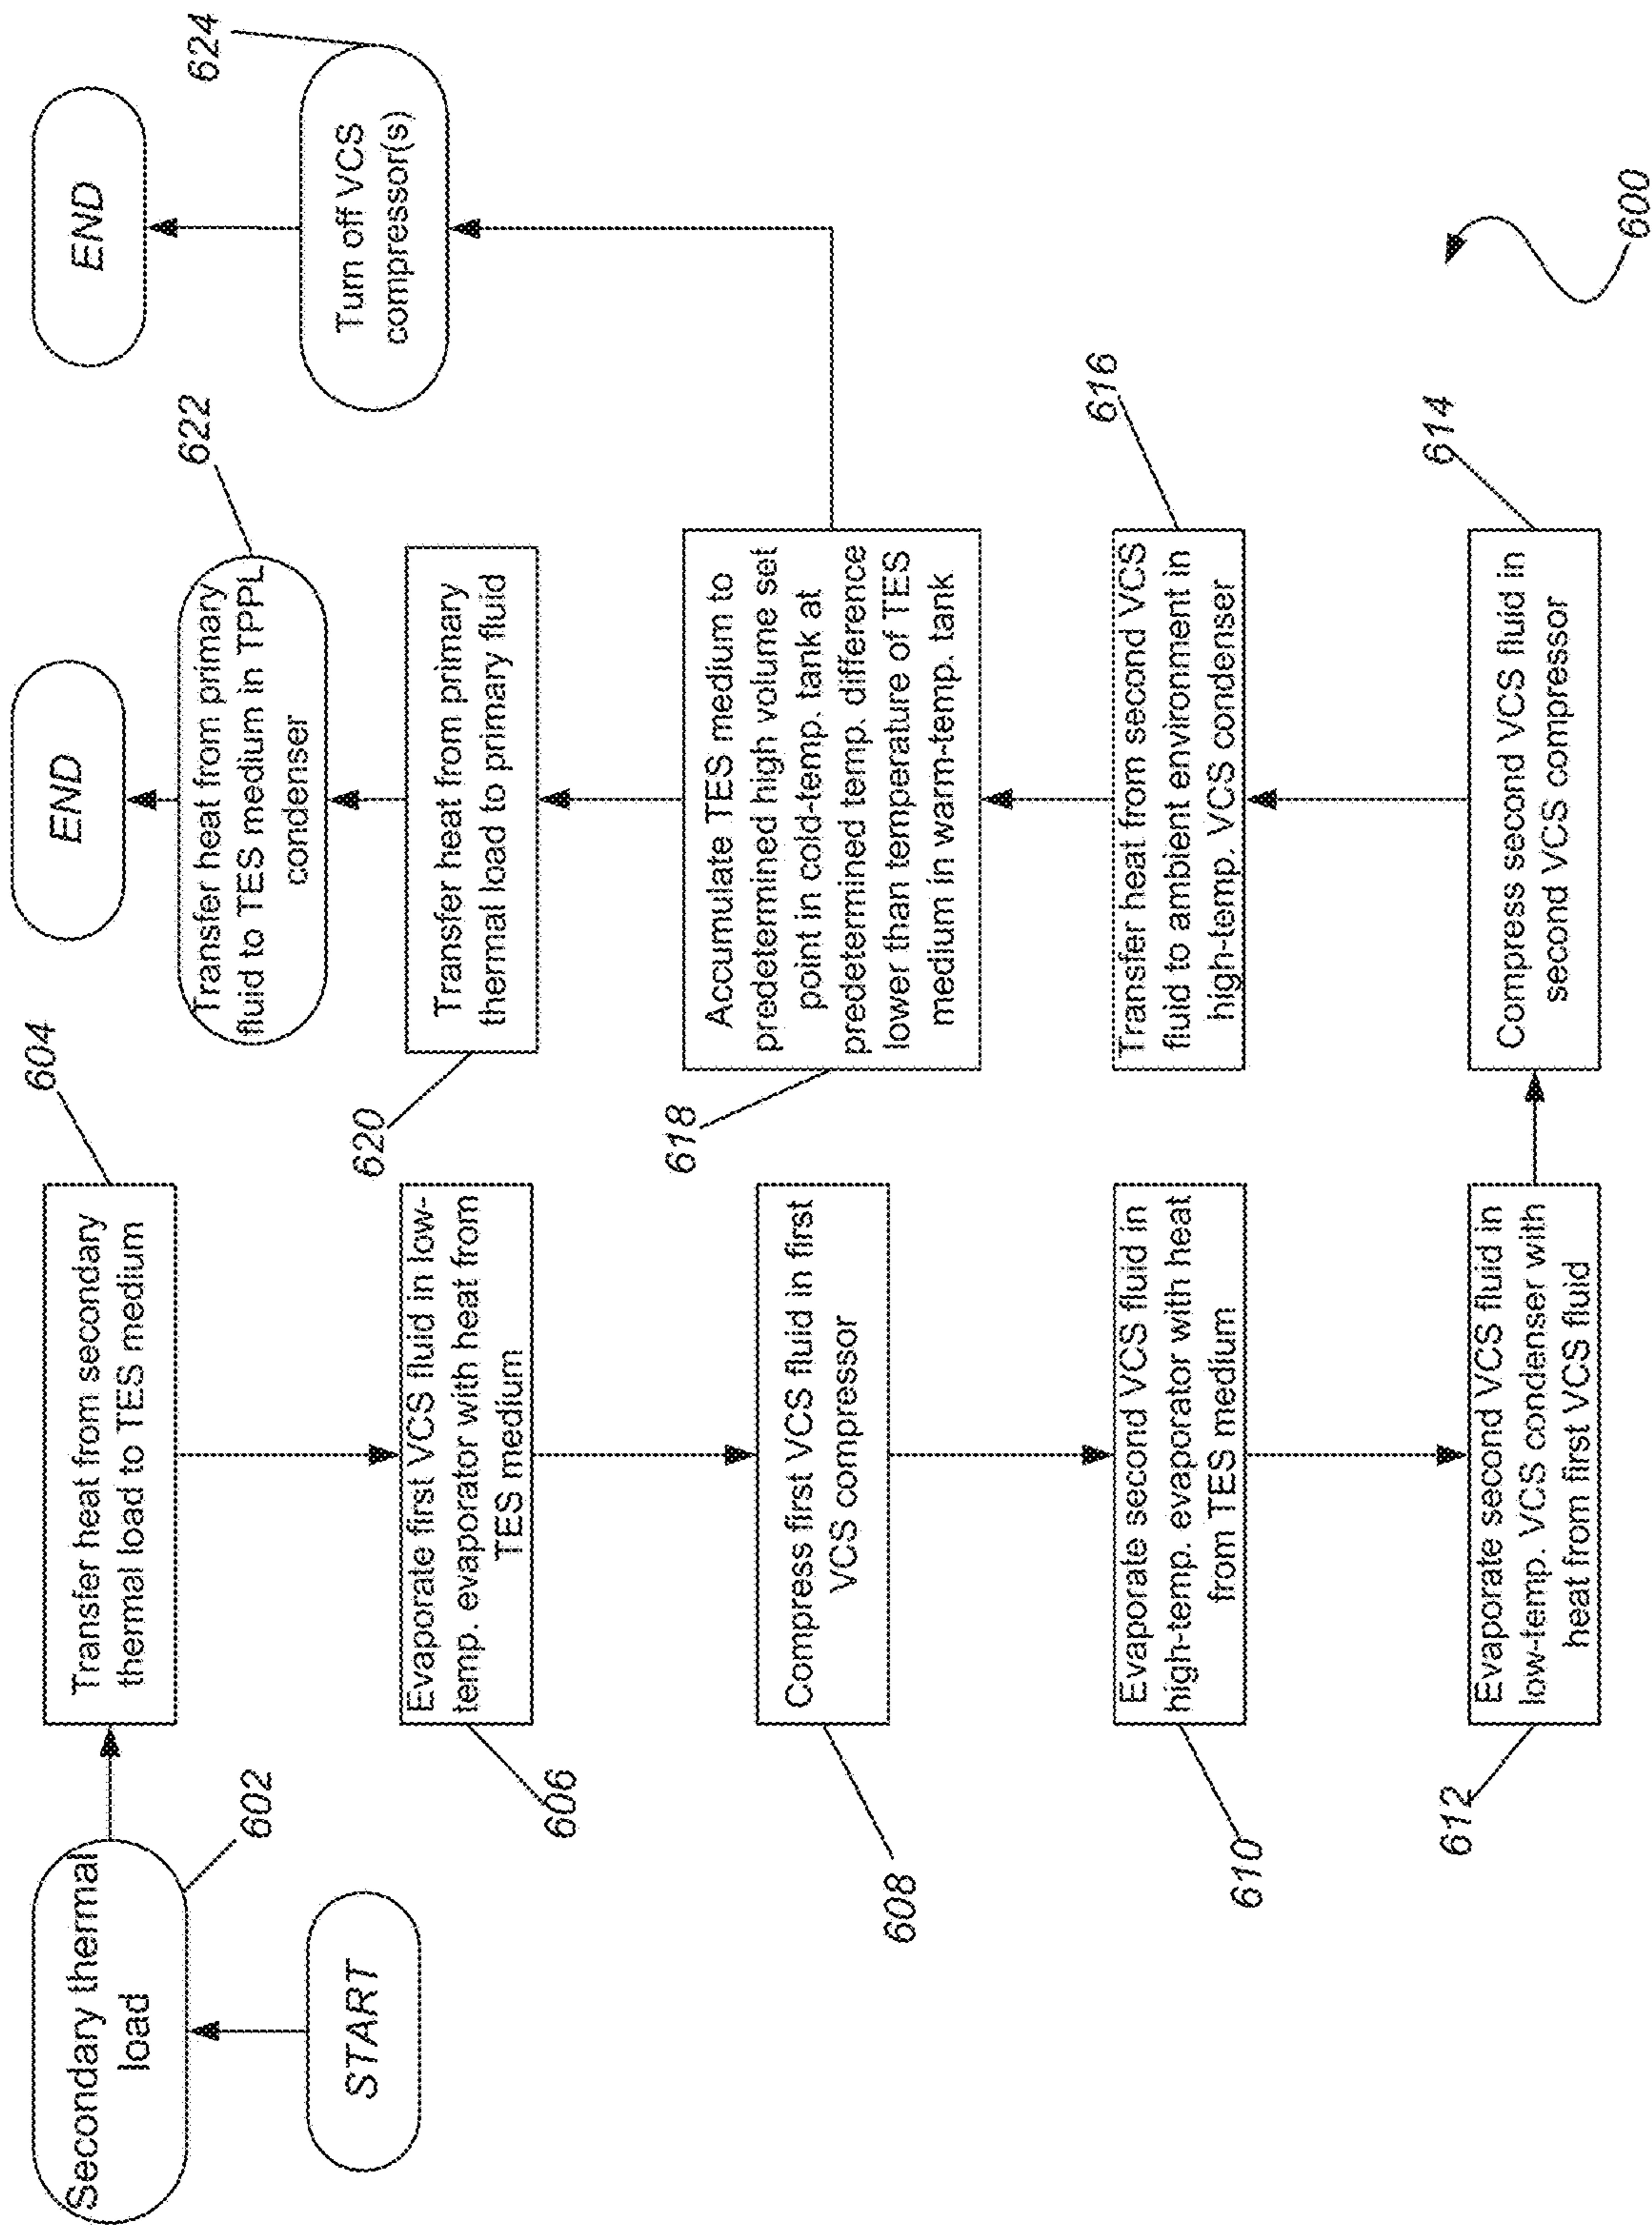 START
Secondary thermal
load
602
Transfer heat from secondary
thermal load to TES medium
604
Evaporate first VCS fluid in low-
temp. evaporator with heat from
TES medium
606
Compress first VCS fluid in first
VCS compressor
608
Evaporate second VCS fluid in
high-temp. evaporator with heat
from TES medium
610
Evaporate second VCS fluid in
low-temp. VCS condenser with
heat from first VCS fluid
612
Compress second VCS fluid in
second VCS compressor
614
Transfer heat from second VCS
fluid to ambient environment in
high-temp. VCS condenser
616
Accumulate TES medium to
predetermined high volume set
point in cold-temp. tank at
predetermined temp. difference
lower than temperature of TES
medium in warm-temp. tank
618
Transfer heat from primary
thermal load to primary fluid
620
Transfer heat from primary
fluid to TES medium in TPPL
condenser
622
END
Turn off VCS
compressor(s)
624
END
600